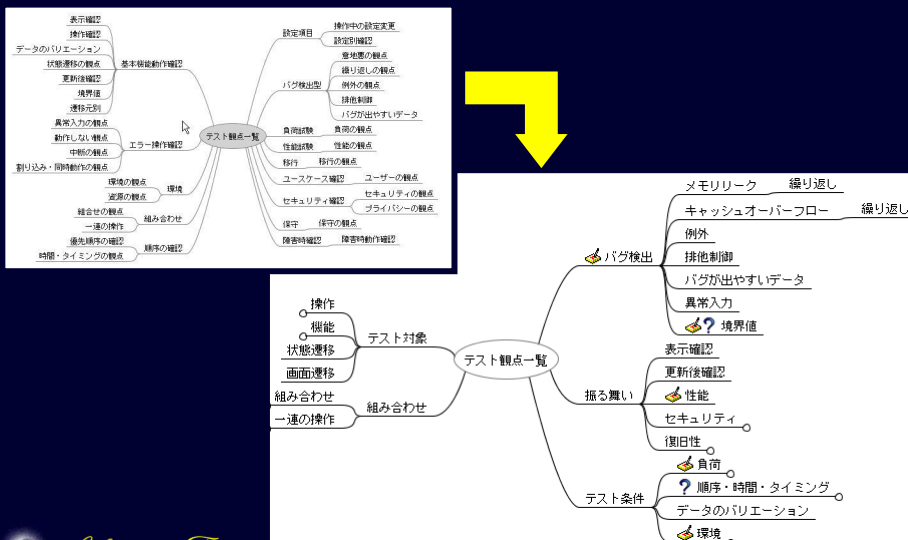 表示確認
操作確認
データのバリエーション
状態遷移の観点
更新後確認
境界値
遷移元別
基本機能動作確認
異常入力の観点
動作しない観点
中断の観点
割り込み・同時動作の観点
エラー操作確認
環境の観点
資源の観点
環境
組合せの観点
一連の操作
組み合わせ
優先順序の確認
時間・タイミングの観点
順序の確認
テスト観点一覧
設定項目
操作中の設定変更
設定別確認
バグ検出型
意地悪の観点
繰り返しの観点
例外の観点
排他制御
バグが出やすいデータ
負荷試験
負荷の観点
性能試験
性能の観点
移行
移行の観点
ユースケース確認
ユーザーの観点
セキュリティ確認
セキュリティの観点
プライバシーの観点
保守
保守の観点
障害時確認
障害時動作確認
操作
機能
状態遷移
画面遷移
テスト対象
組み合わせ
一連の操作
組み合わせ
テスト観点一覧
バグ検出
メモリリーク
繰り返し
キャッシュオーバーフロー
繰り返し
例外
排他制御
バグが出やすいデータ
異常入力
? 境界値
振る舞い
表示確認
更新後確認
性能
セキュリティ
復旧性
テスト条件
負荷
? 順序・時間・タイミング
データのバリエーション
環境